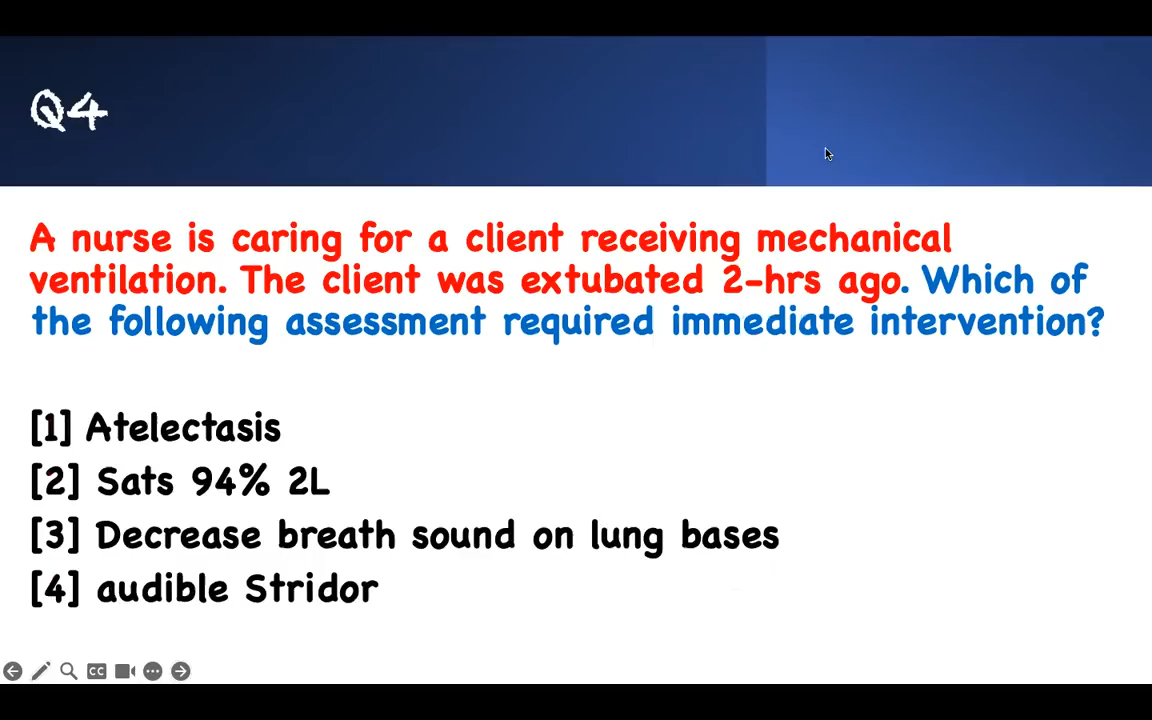 Q4
A nurse is caring for a client receiving mechanical
ventilation. The client was extubated 2-hrs ago. Which of
the following assessment required immediate intervention?
[1] Atelectasis
[2] Sats 94% 2L
[3] Decrease breath sound on lung bases
[4] audible Stridor
CC